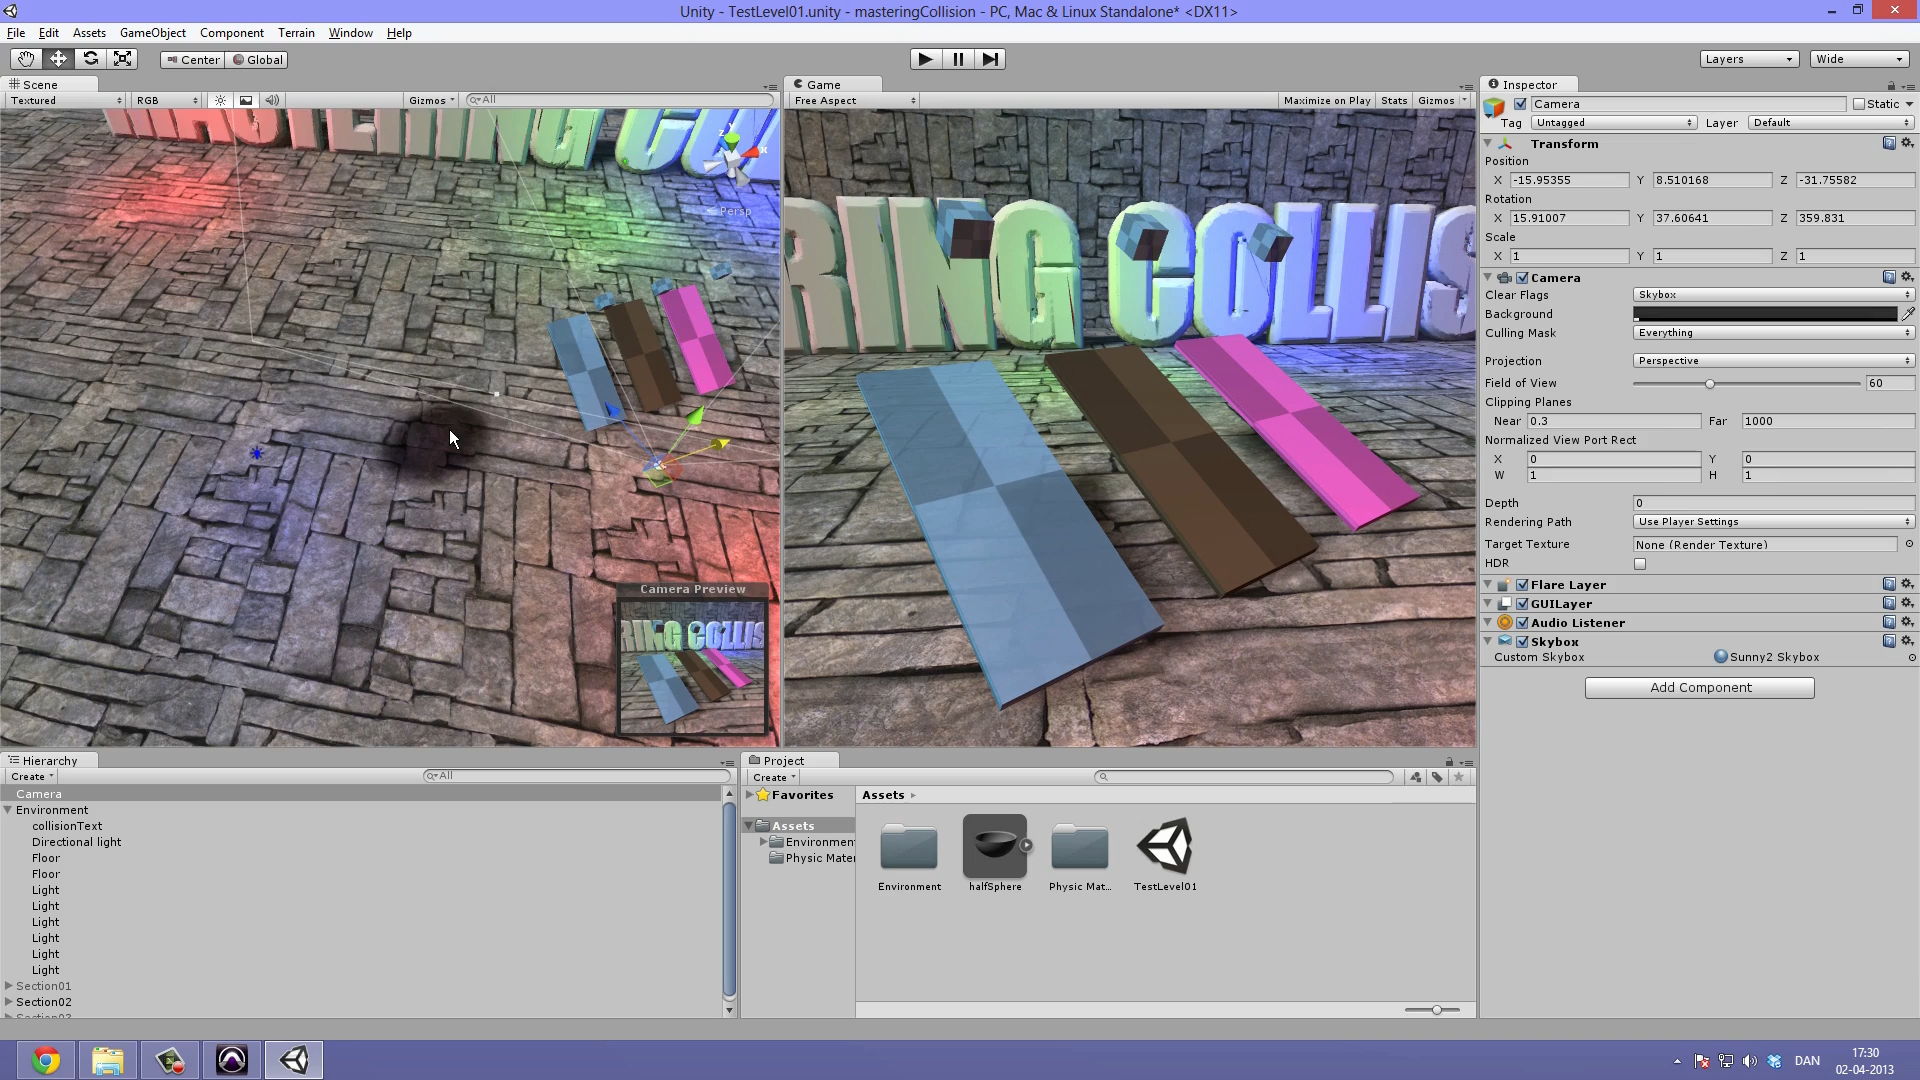 Unity - TestLevel01.unity - masteringCollision - PC, Mac & Linux Standalone* <DX11>
File Edit Assets GameObject Component Terrain Window Help
Center Global
Layers Wide
Scene
Textured RGB Gizmos All
MASTERING CO
Persp
Camera Preview
RING COLLIS
Game
Free Aspect Maximize on Play Stats Gizmos
RING COLLIS
Inspector
Camera Static
Tag Untagged Layer Default
Transform
Position
X -15.95355 Y 8.510168 Z -31.75582
Rotation
X 15.91007 Y 37.60641 Z 359.831
Scale
X 1 Y 1 Z 1
Camera
Clear Flags Skybox
Background
Culling Mask Everything
Projection Perspective
Field of View 60
Clipping Planes
Near 0.3 Far 1000
Normalized View Port Rect
X 0 Y 0
W 1 H 1
Depth 0
Rendering Path Use Player Settings
Target Texture None (Render Texture)
HDR
Flare Layer
GUILayer
Audio Listener
Skybox
Custom Skybox Sunny2 Skybox
Add Component
Hierarchy
Create All
Camera
Environment
collisionText
Directional light
Floor
Floor
Light
Light
Light
Light
Light
Light
Section01
Section02
Section03
Project
Create
Favorites
Assets
Environmen
Physic Mater
Assets
Environment halfSphere Physic Mat... TestLevel01
DAN
17:30
02-04-2013